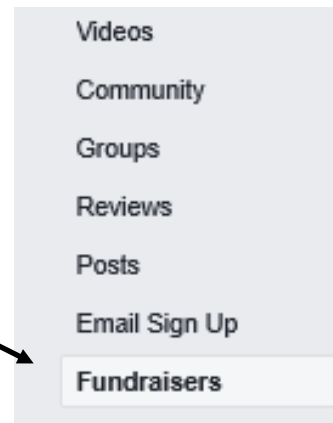 Videos
Community
Groups
Reviews
Posts
Email Sign Up
Fundraisers